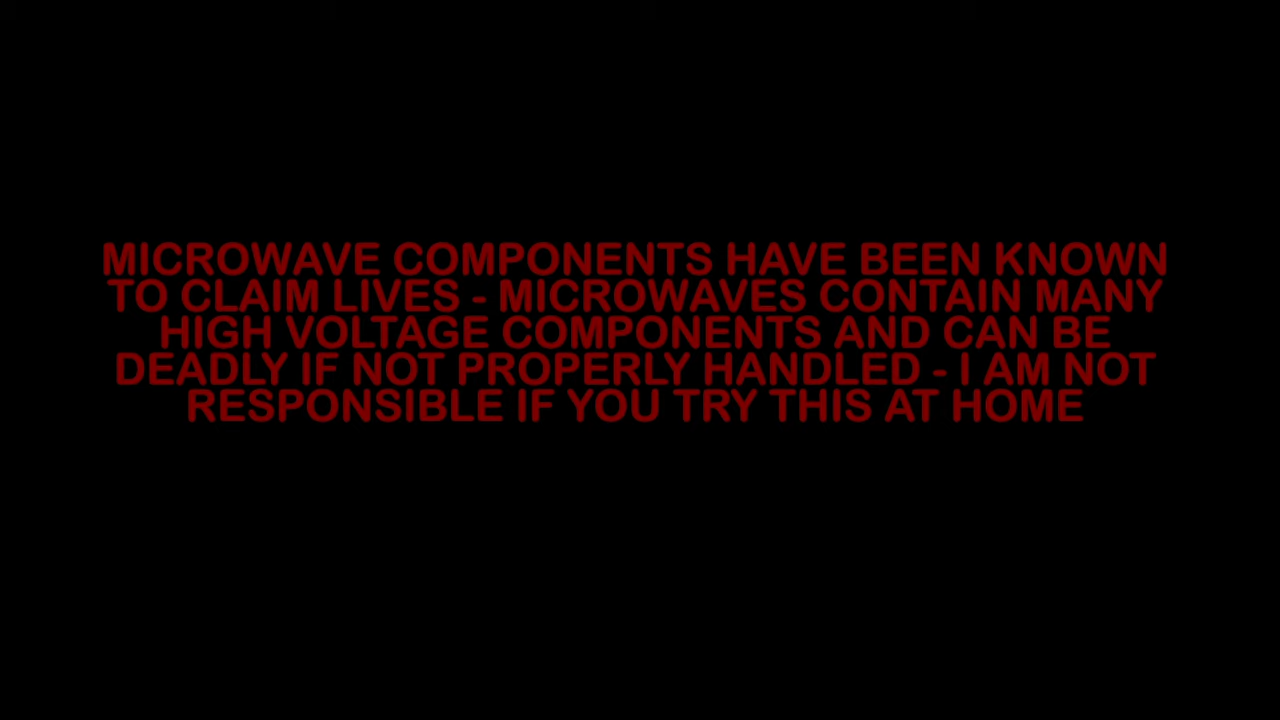 MICROWAVE COMPONENTS HAVE BEEN KNOWN
TO CLAIM LIVES - MICROWAVES CONTAIN MANY
HIGH VOLTAGE COMPONENTS AND CAN BE
DEADLY IF NOT PROPERLY HANDLED - I AM NOT
RESPONSIBLE IF YOU TRY THIS AT HOME